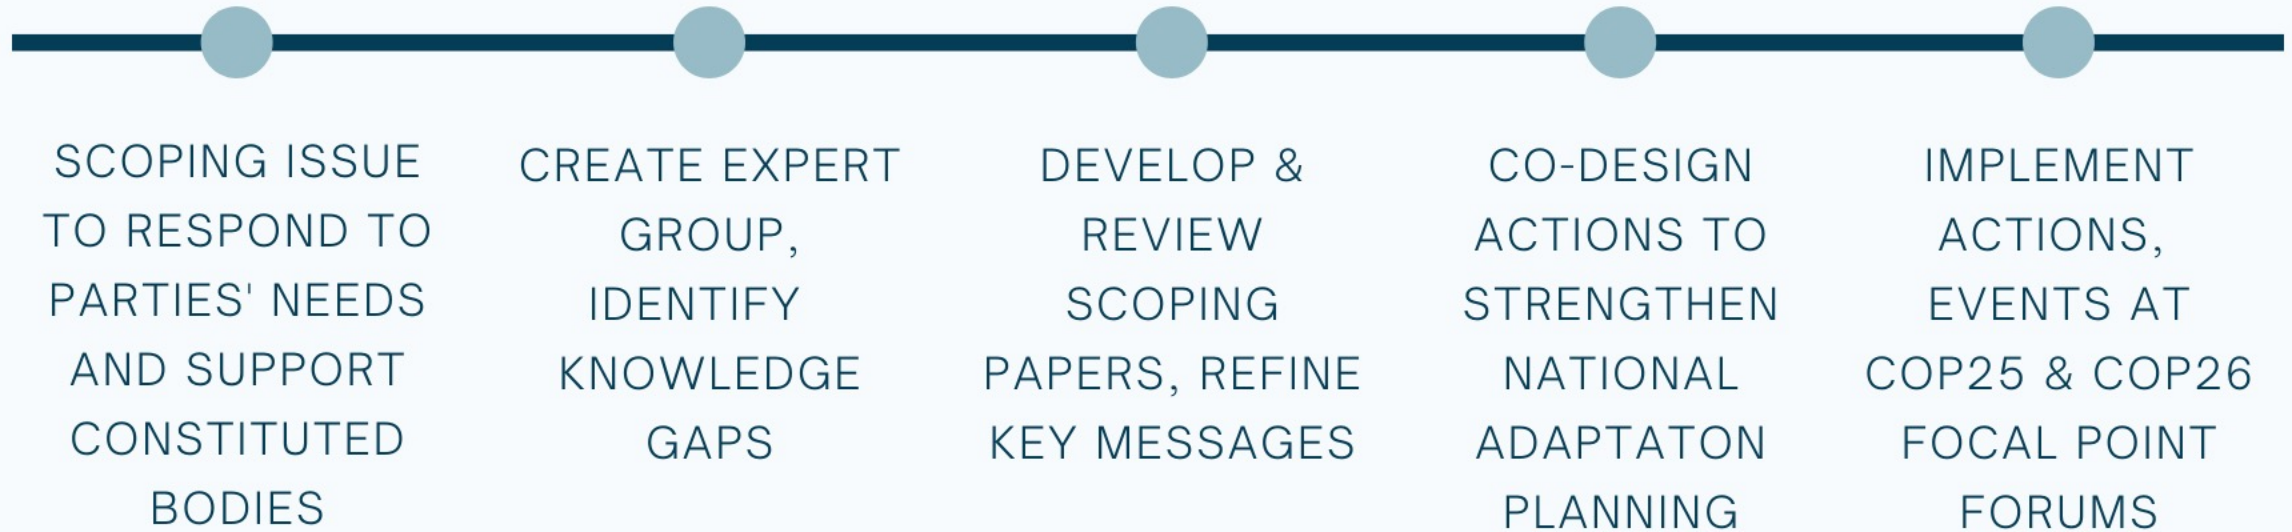 SCOPING ISSUE
TO RESPOND TO
PARTIES' NEEDS
AND SUPPORT
CONSTITUTED
BODIES
CREATE EXPERT
GROUP,
IDENTIFY
KNOWLEDGE
GAPS
DEVELOP &
REVIEW
SCOPING
PAPERS, REFINE
KEY MESSAGES
CO-DESIGN
ACTIONS TO
STRENGTHEN
NATIONAL
ADAPTATON
PLANNING
IMPLEMENT
ACTIONS,
EVENTS AT
COP25 & COP26
FOCAL POINT
FORUMS